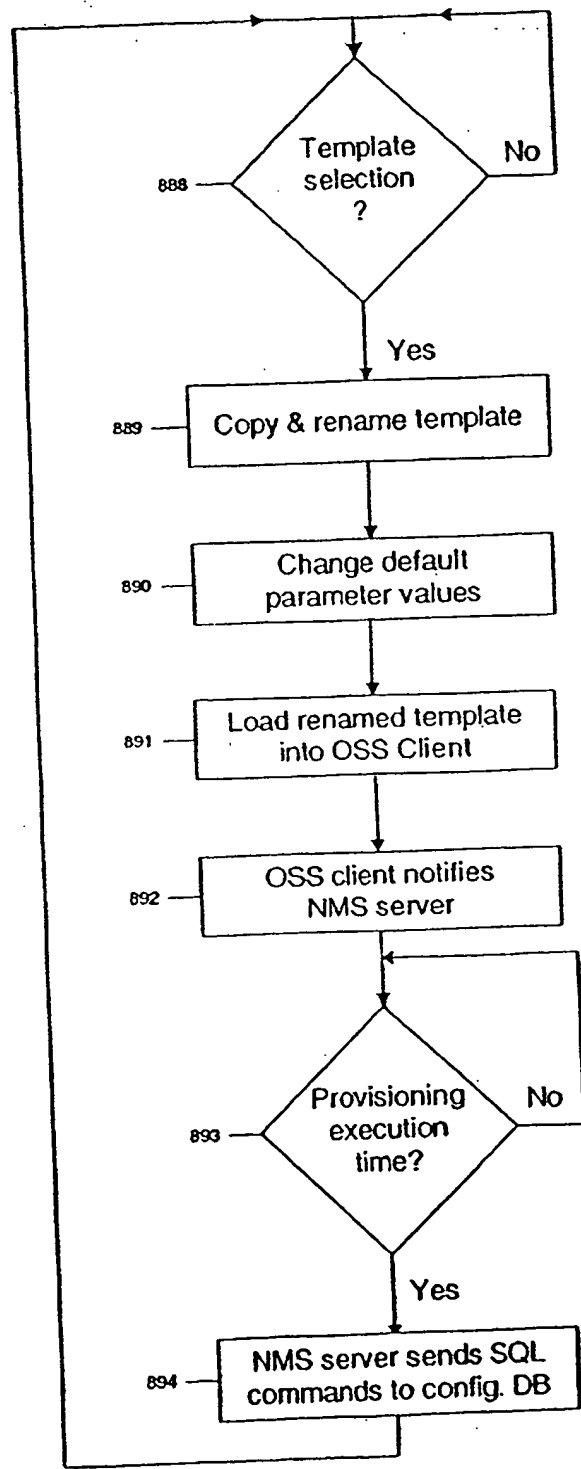 Template
selection
?
No
888
Yes
889
Copy & rename template
890
Change default
parameter values
891
Load renamed template
into OSS Client
892
OSS client notifies
NMS server
893
Provisioning
execution
time?
No
Yes
894
NMS server sends SQL
commands to config. DB